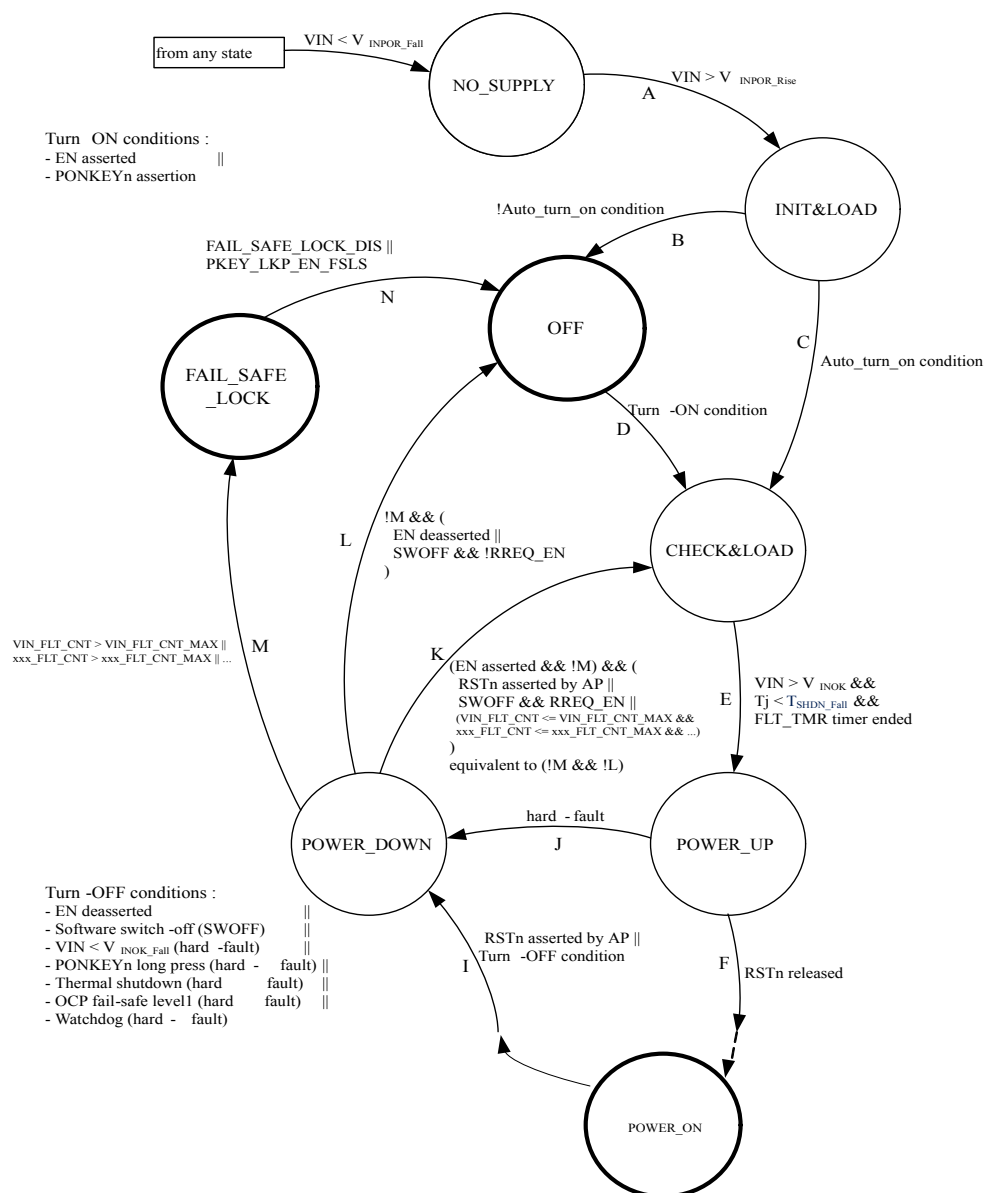 VIN < V INPOR_Fall
from any state
NO_SUPPLY
VIN > V INPOR_Rise
A
Turn ON conditions :
- EN asserted ||
- PONKEYn assertion
INIT&LOAD
!Auto_turn_on condition
B
FAIL_SAFE_LOCK_DIS ||
PKEY_LKP_EN_FSLS
N
OFF
C
Auto_turn_on condition
FAIL_SAFE
_LOCK
Turn -ON condition
D
L
!M && (
EN deasserted ||
SWOFF && !RREQ_EN
)
CHECK&LOAD
VIN_FLT_CNT > VIN_FLT_CNT_MAX ||
xxx_FLT_CNT > xxx_FLT_CNT_MAX || ...
M
K
(EN asserted && !M) && (
RSTn asserted by AP ||
SWOFF && RREQ_EN ||
(VIN_FLT_CNT <= VIN_FLT_CNT_MAX &&
xxx_FLT_CNT <= xxx_FLT_CNT_MAX && ...)
)
equivalent to (!M && !L)
E
VIN > V INOK &&
Tj < TSHDN_Fall &&
FLT_TMR timer ended
hard - fault
J
POWER_DOWN
POWER_UP
Turn -OFF conditions :
- EN deasserted ||
- Software switch -off (SWOFF) ||
- VIN < V INOK_Fall (hard -fault) ||
- PONKEYn long press (hard - fault) ||
- Thermal shutdown (hard fault) ||
- OCP fail-safe level1 (hard fault) ||
- Watchdog (hard - fault)
RSTn asserted by AP ||
Turn -OFF condition
I
F
RSTn released
POWER_ON